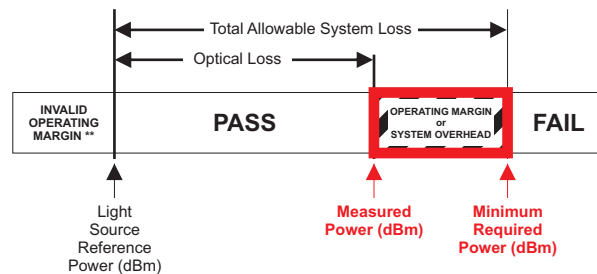 Total Allowable System Loss
Optical Loss
INVALID
OPERATING
MARGIN **
PASS
OPERATING MARGIN
or
SYSTEM OVERHEAD
FAIL
Light
Source
Reference
Power (dBm)
Measured
Power (dBm)
Minimum
Required
Power (dBm)